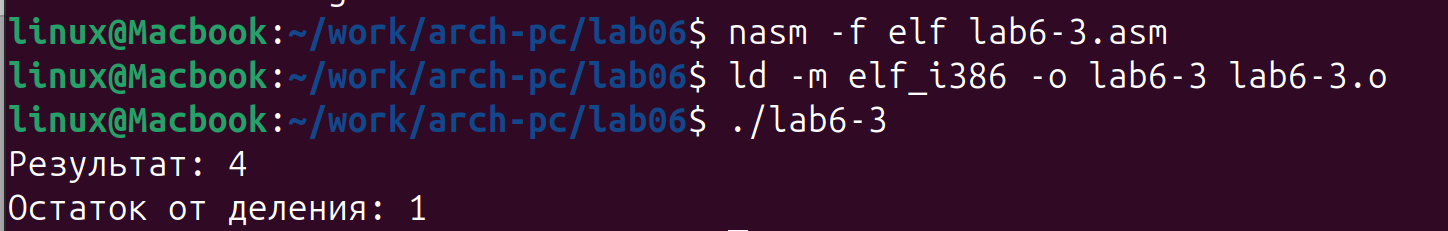 linux@Macbook:~/work/arch-pc/lab06$ nasm -f elf lab6-3.asm
linux@Macbook:~/work/arch-pc/lab06$ ld -m elf_i386 -o lab6-3 lab6-3.o
linux@Macbook:~/work/arch-pc/lab06$ ./lab6-3
Результат: 4
Остаток от деления: 1